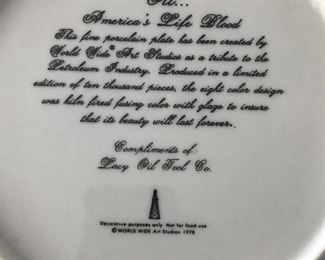 America's Life Blood
This fine porcelain plate has been created by
World Wide® Art Studios as a tribute to the
Petroleum Industry. Produced in a limited
edition of ten thousand pieces, the eight color design
was kiln fired fusing color with glaze to insure
that its beauty will last forever..
Compliments of:
Lacy Oil Tool Co.
Decorative purposes only Not for food use
© WORLD WIDE Art Studios 1978